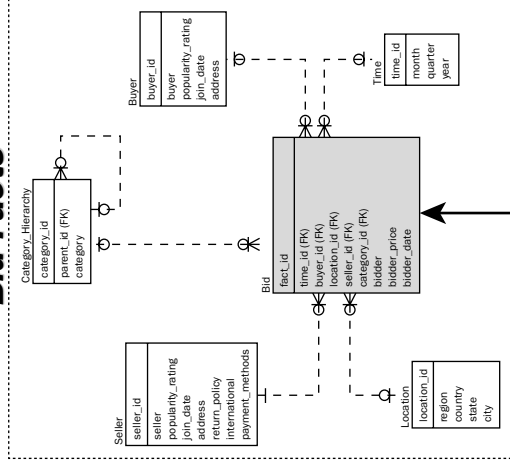 Buyer
buyer_id
buyer
popularity_rating
join_date
address
Time
time_id
month
quarter
year
Category_Hierarchy
category_id
parent_id (FK)
category
Bid
fact_id
time_id (FK)
buyer_id (FK)
location_id (FK)
seller_id (FK)
category_id (FK)
bidder
bidder_price
bidder_date
Seller
seller_id
seller
popularity_rating
join_date
address
return_policy
international
payment_methods
Location
location_id
region
country
state
city